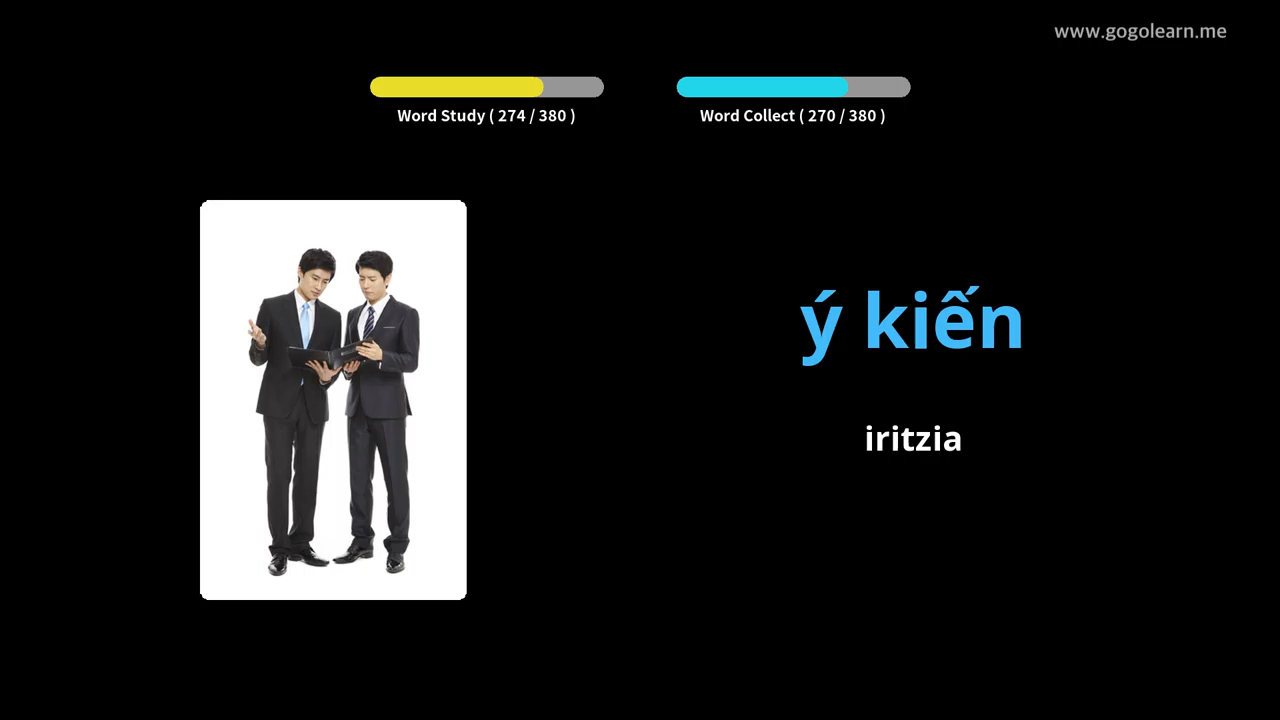 www.gogolearn.me
Word Study ( 274 / 380 )
Word Collect ( 270 / 380 )
ý kiến
iritzia